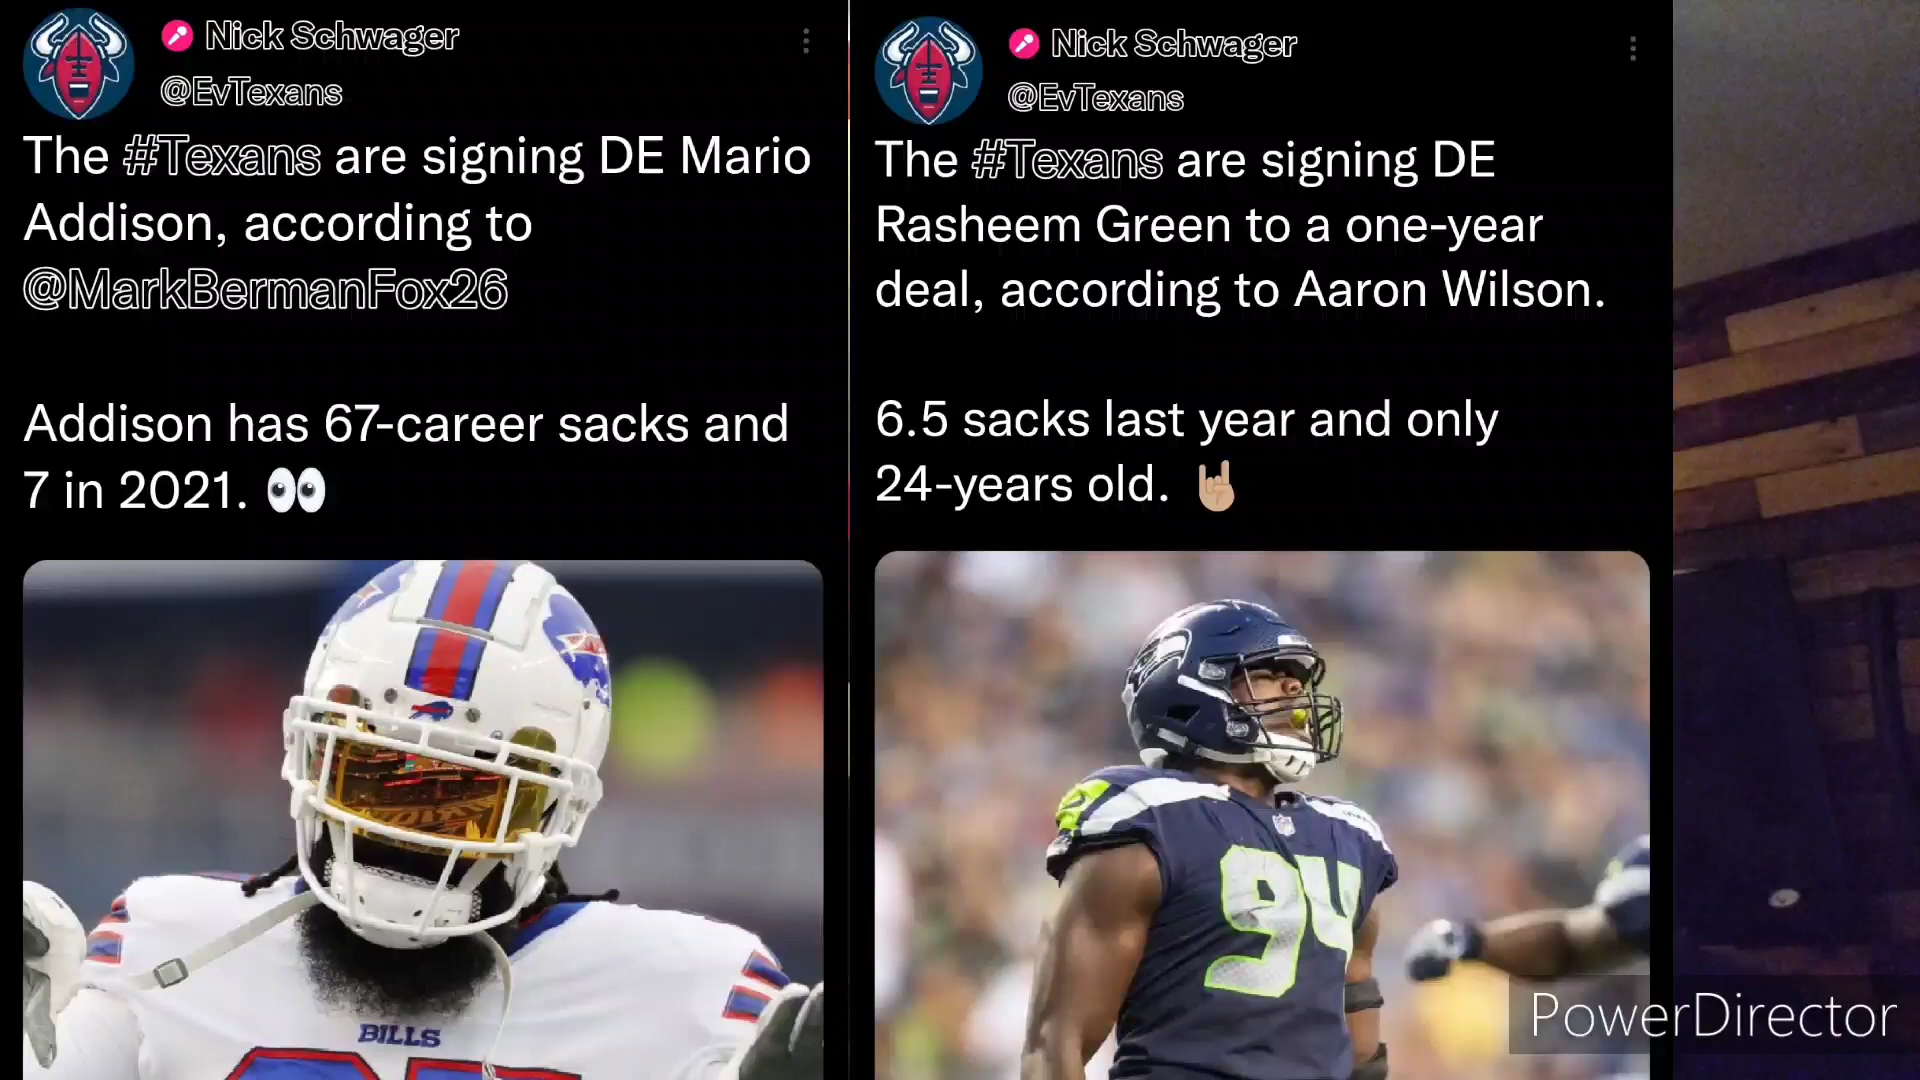 Nick Schwager
@EvTexans
The #Texans are signing DE Mario
Addison, according to
@MarkBermanFox26
Addison has 67-career sacks and
7 in 2021. 👀
BILLS
Nick Schwager
@EvTexans
The #Texans are signing DE
Rasheem Green to a one-year
deal, according to Aaron Wilson.
6.5 sacks last year and only
24-years old. 🤘🏼
94
PowerDirector